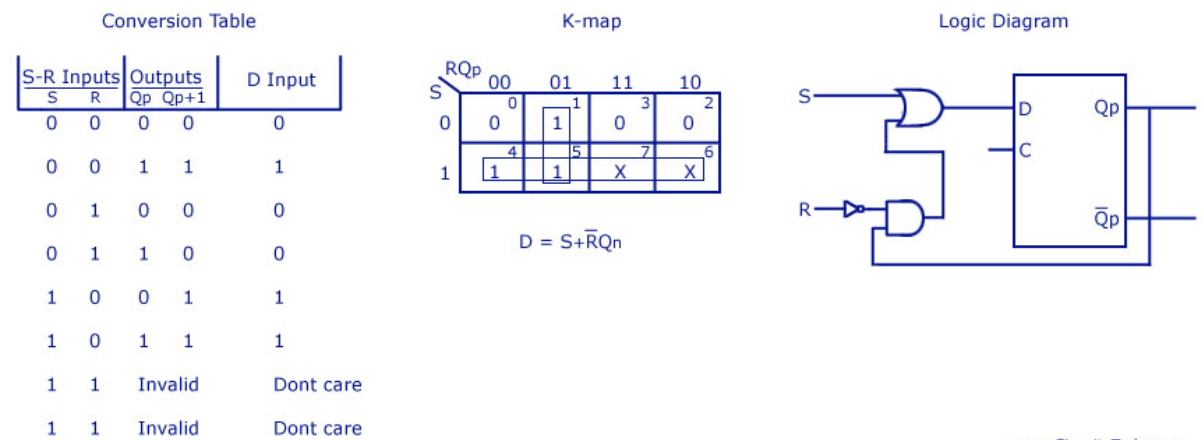 Conversion Table
S-R Inputs Outputs D Input
S R Qp Qp+1
0 0 0 0 0
0 0 1 1 1
0 1 0 0 0
0 1 1 0 0
1 0 0 1 1
1 0 1 1 1
1 1 Invalid Dont care
1 1 Invalid Dont care
K-map
RQp
S 00 01 11 10
0 1 3 2
0 0 1 0 0
4 5 7 6
1 1 1 X X
D = S+R̅Qn
Logic Diagram
S D Qp
C
R Q̅p